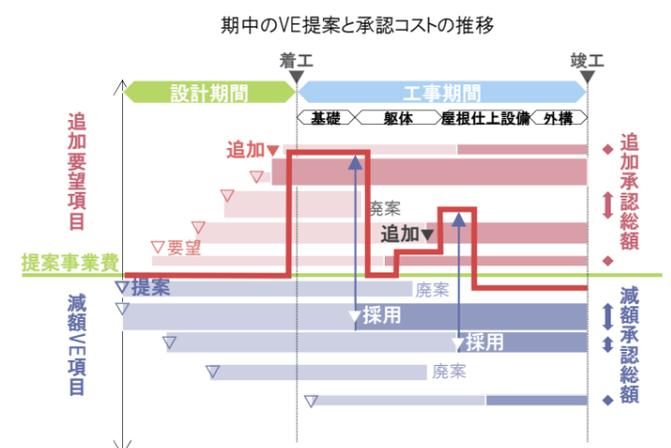 期中のVE提案と承認コストの推移
着工
竣工
設計期間
工事期間
基礎
躯体
屋根仕上設備
外構
追加要望項目
追加
追加承認総額
廃案
追加
要望
提案事業費
提案
廃案
減額VE項目
採用
減額承認総額
採用
廃案